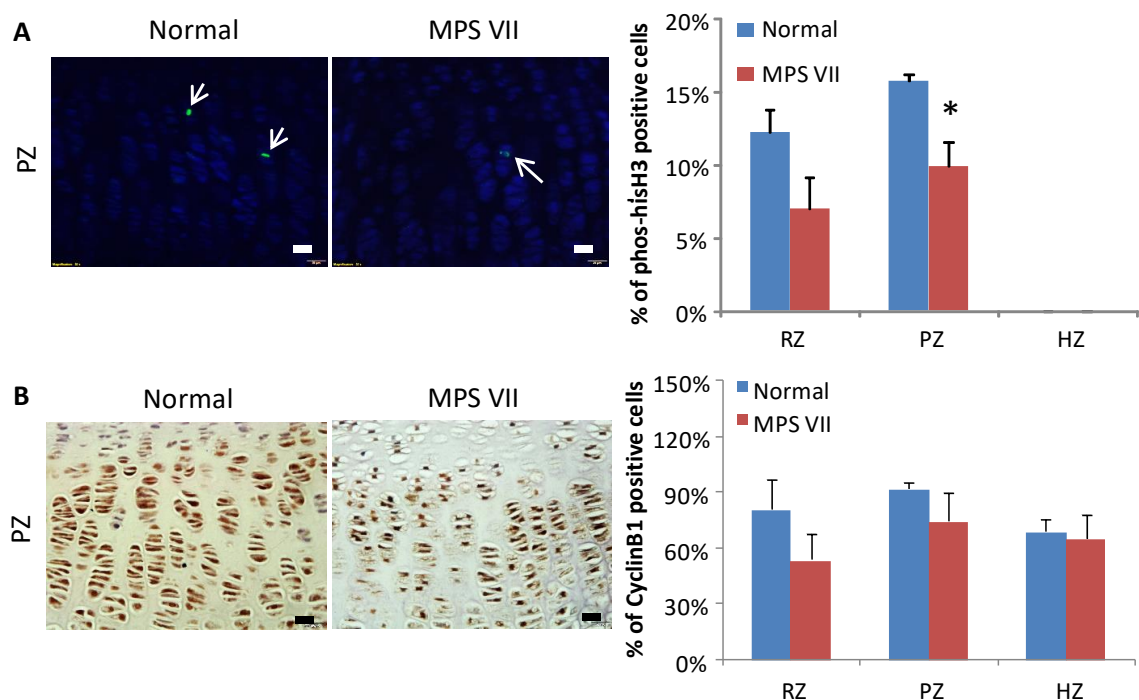 A
Normal
MPS VII
PZ
% of phos-hisH3 positive cells
20%
15%
10%
5%
0%
Normal
MPS VII
*
RZ PZ HZ
B
Normal
MPS VII
PZ
% of CyclinB1 positive cells
150%
120%
90%
60%
30%
0%
Normal
MPS VII
RZ PZ HZ